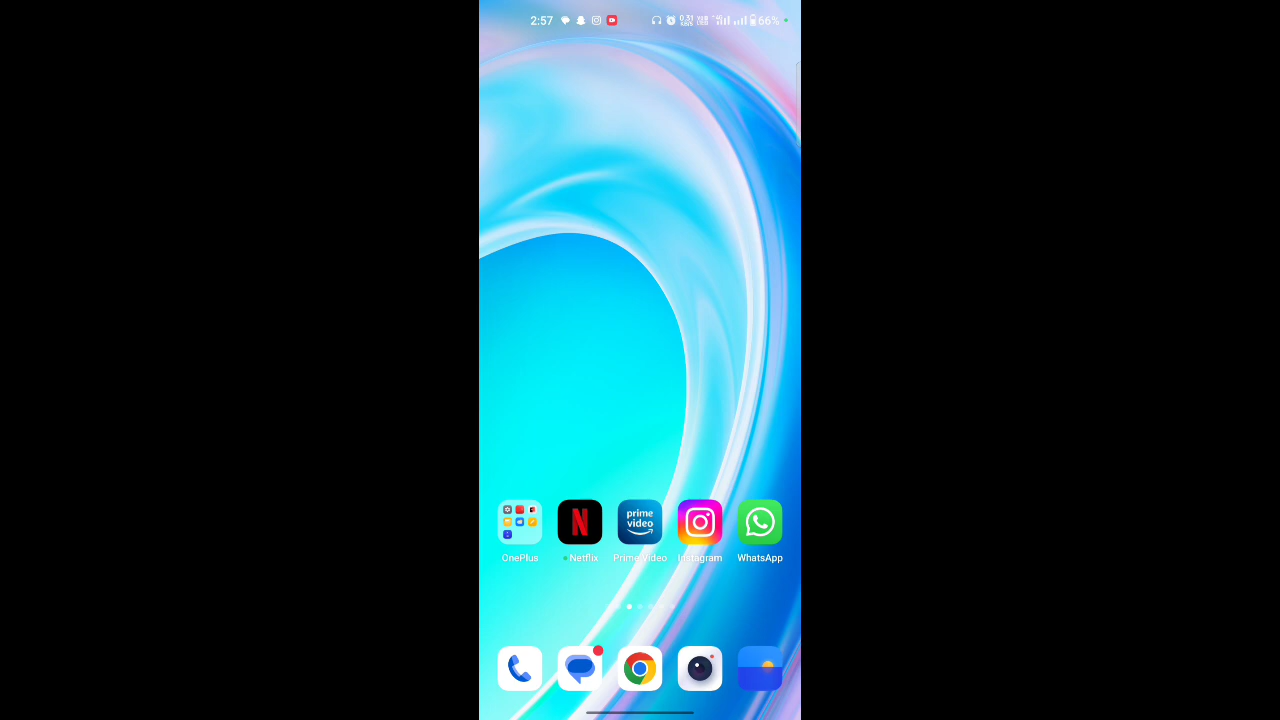 2:57
66%
prime
video
OnePlus
Netflix
Prime Video
Instagram
WhatsApp